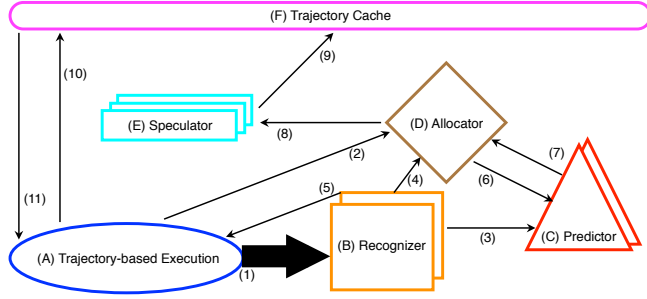 (F) Trajectory Cache
(9)
(10)
(E) Speculator
(D) Allocator
(8)
(2)
(7)
(4)
(6)
(5)
(11)
(B) Recognizer
(3)
(C) Predictor
(A) Trajectory-based Execution
(1)